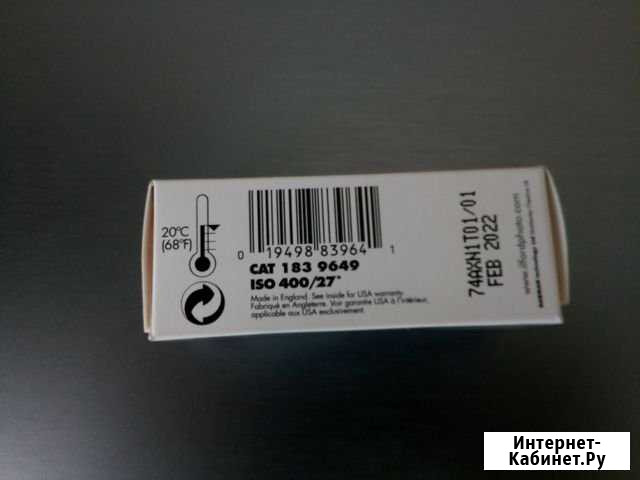 20°C
(68°F)
0 19498 83964 1
CAT 183 9649
ISO 400/27°
Made in England. See inside for USA warranty.
Fabriqué en Angleterre. Voir garantie USA à l'intérieur,
applicable aux USA exclusivement.
74AXN1T01/01
FEB 2022
www.ilfordphoto.com
Интернет-
Кабинет.Ру